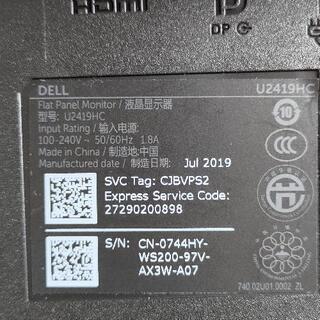 HDMI
DP
DELL U2419HC
Flat Panel Monitor / 液晶显示器
型号: U2419HC
Input Rating / 输入电源:
100-240V ~ 50/60Hz 1.8A
Made in China / 制造地:中国
Manufactured date / 制造日期: Jul 2019
SVC Tag: CJBVPS2
Express Service Code:
27290200898
S/N: CN-0744HY-
WS200-97V-
AX3W-A07
740.02U01.0002 ZL